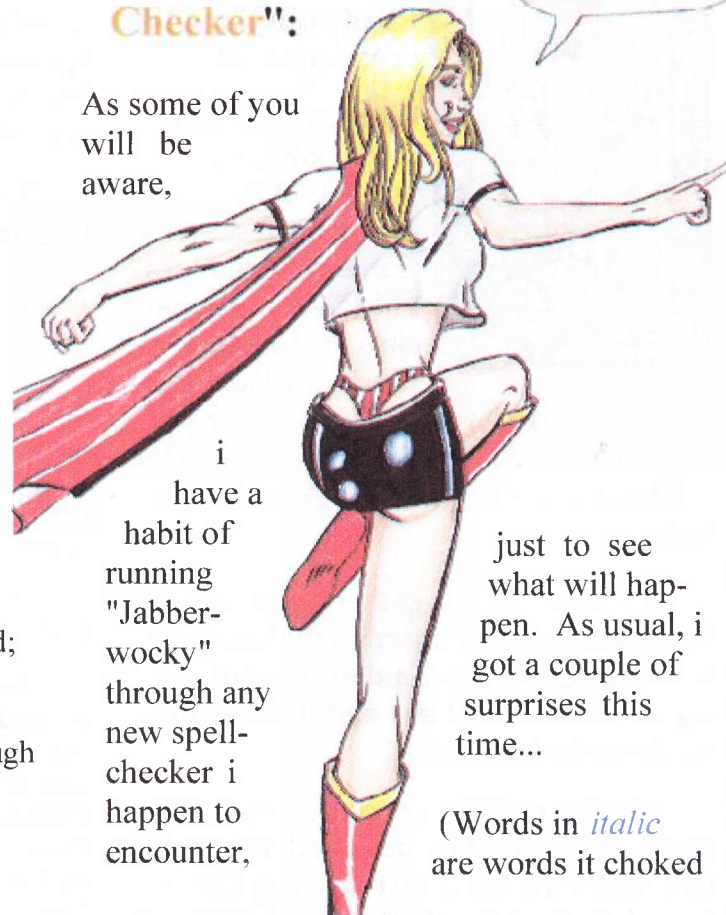 Checker":
As some of you
will be
aware,
i
have a
habit of
running
"Jabber-
wocky"
through any
new spell-
checker i
happen to
encounter,
just to see
what will hap-
pen. As usual, i
got a couple of
surprises this
time...
(Words in italic
are words it choked